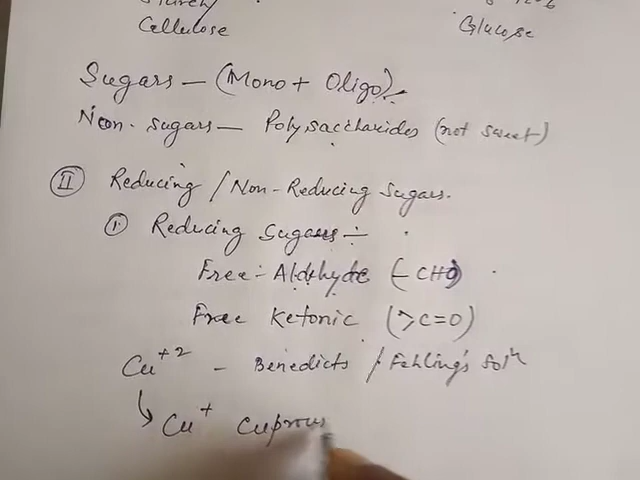 Starch
Cellulose Glucose
Sugars — (Mono + Oligo)
Non-sugars — Polysaccharides (not sweet)
II Reducing / Non-Reducing Sugars.
① Reducing Sugars :-
Free - Aldehyde (-CHO)
Free Ketonic (>C=O)
Cu+2 - Benedicts / Fehling's Soln
↳ Cu+ Cuprous